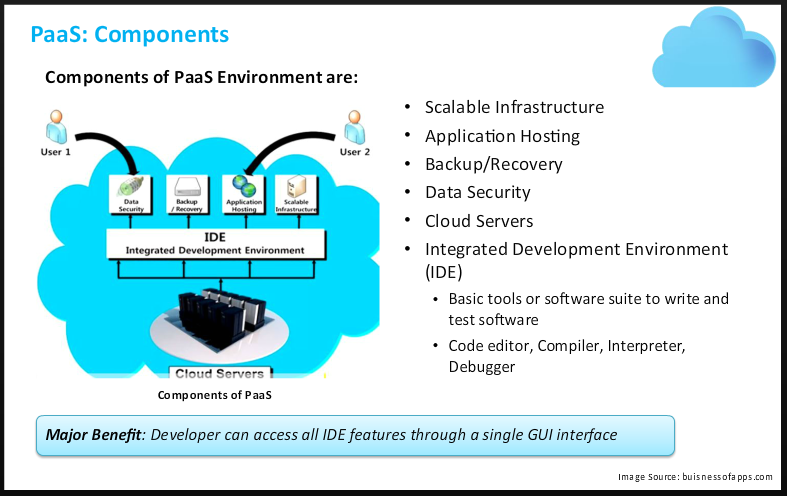 PaaS: Components
Components of PaaS Environment are:
User 1
User 2
Data
Security
Backup
/ Recovery
Application
Hosting
Scalable
Infrastructure
IDE
Integrated Development Environment
Cloud Servers
Components of PaaS
• Scalable Infrastructure
• Application Hosting
• Backup/Recovery
• Data Security
• Cloud Servers
• Integrated Development Environment
(IDE)
• Basic tools or software suite to write and
test software
• Code editor, Compiler, Interpreter,
Debugger
Major Benefit: Developer can access all IDE features through a single GUI interface
Image Source: buisnessofapps.com